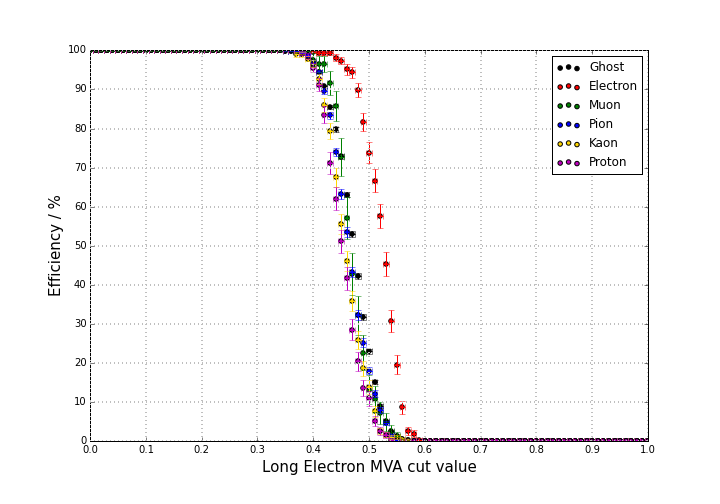 100
90
80
70
60
50
40
30
20
10
0
Efficiency / %
Ghost
Electron
Muon
Pion
Kaon
Proton
0.0 0.1 0.2 0.3 0.4 0.5 0.6 0.7 0.8 0.9 1.0
Long Electron MVA cut value